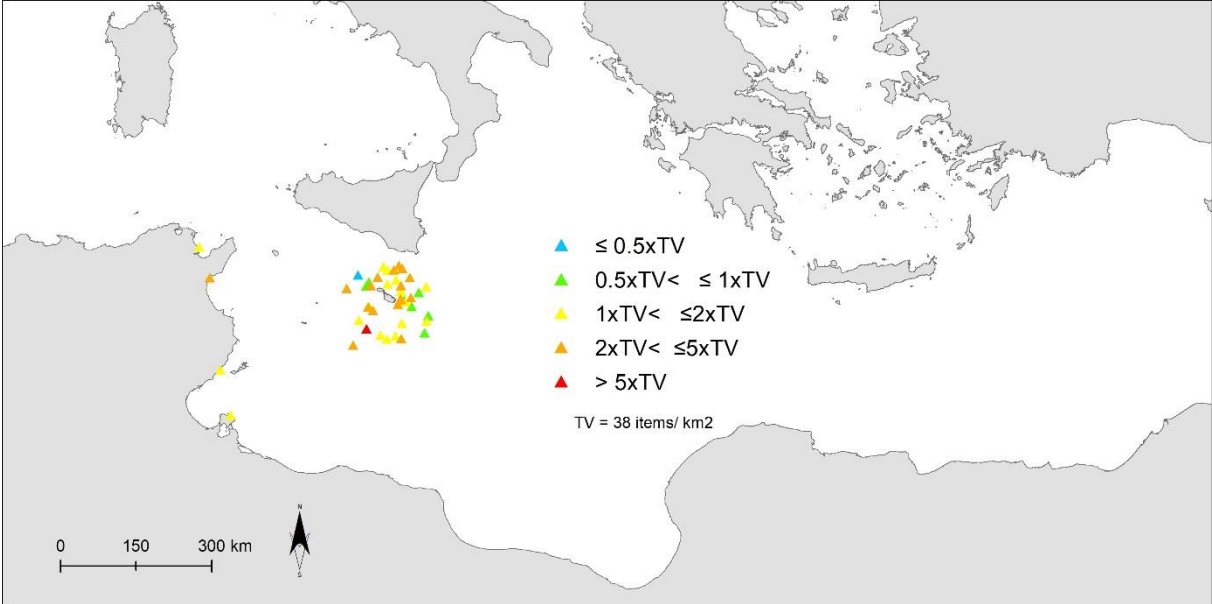 ≤ 0.5xTV
0.5xTV< ≤ 1xTV
1xTV< ≤2xTV
2xTV< ≤5xTV
> 5xTV
TV = 38 items/ km2
N
S
0 150 300 km